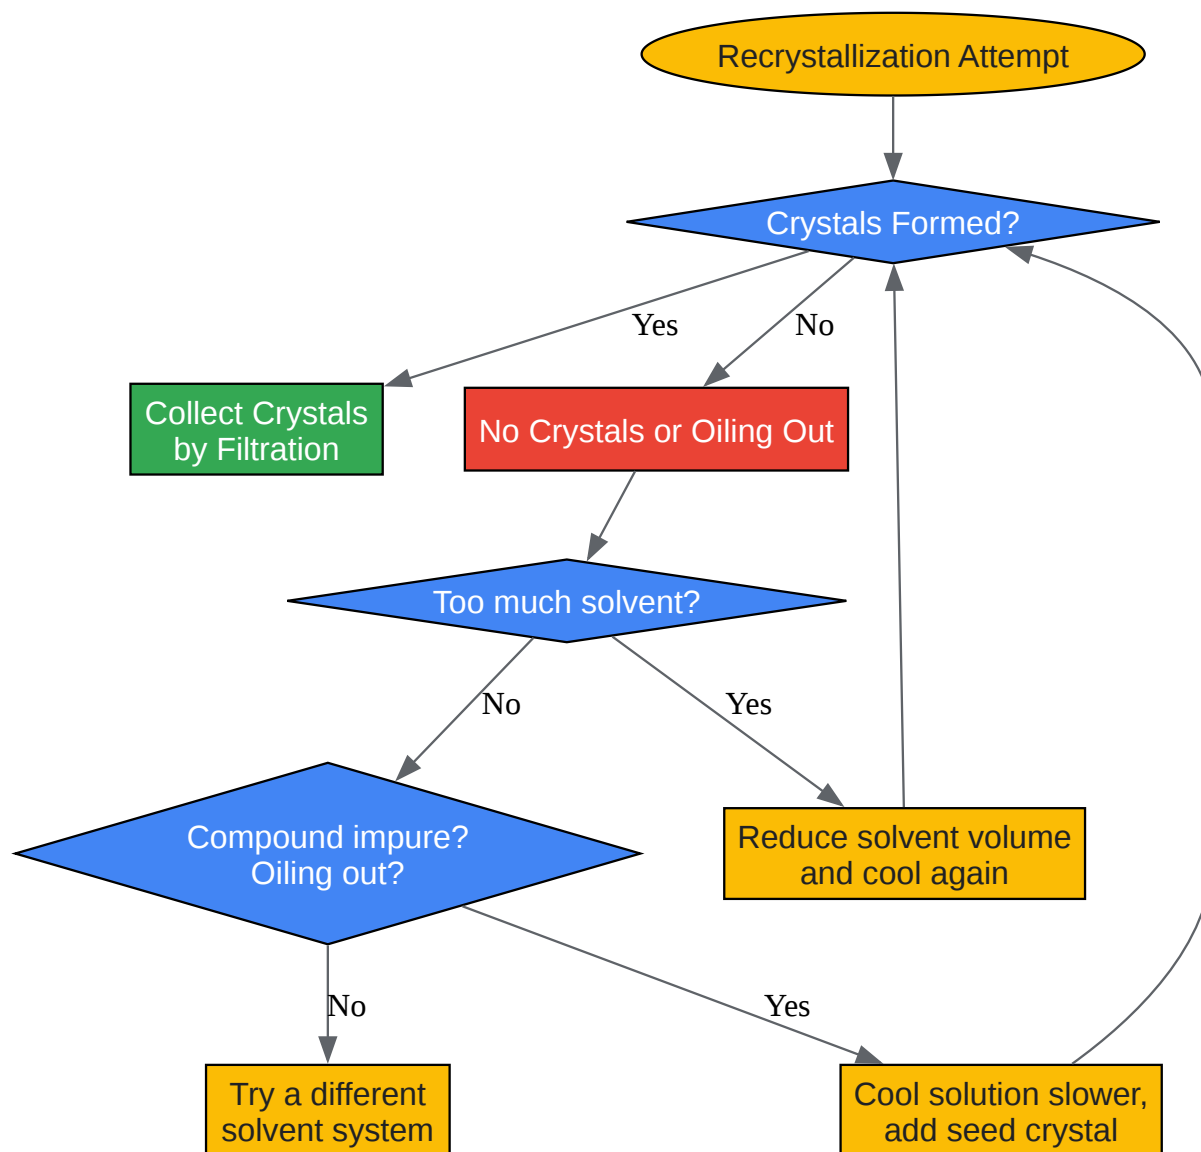 Recrystallization Attempt
Crystals Formed?
Yes
No
Collect Crystals
by Filtration
No Crystals or Oiling Out
Too much solvent?
No
Yes
Compound impure?
Oiling out?
Reduce solvent volume
and cool again
No
Yes
Try a different
solvent system
Cool solution slower,
add seed crystal